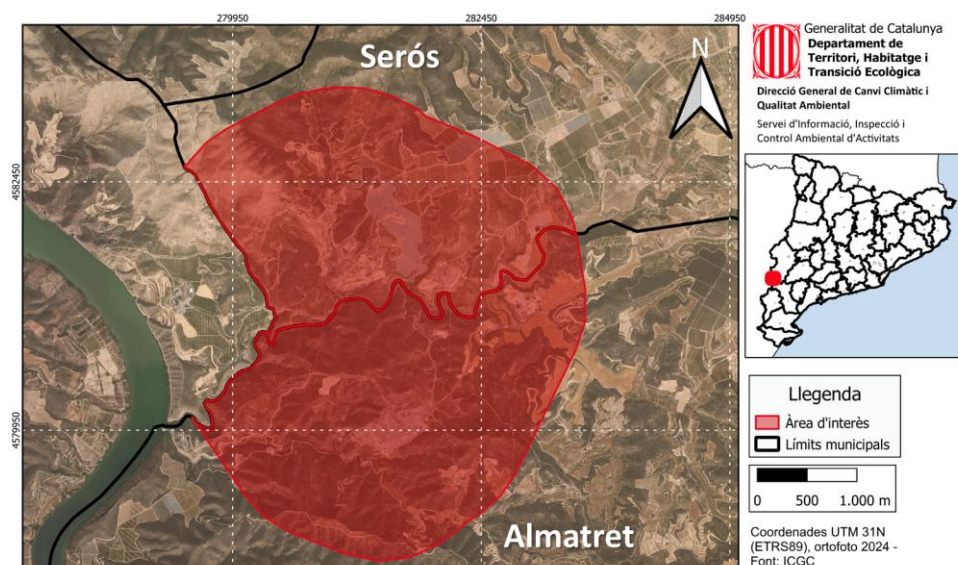 279950
282450
284950
Serós
N
4582450
4579950
Almatret
Generalitat de Catalunya
Departament de
Territori, Habitatge i
Transició Ecològica
Direcció General de Canvi Climàtic i
Qualitat Ambiental
Servei d'Informació, Inspecció i
Control Ambiental d'Activitats
Llegenda
Àrea d'interès
Límits municipals
0 500 1.000 m
Coordenades UTM 31N
(ETRS89), ortofoto 2024 -
Font: ICGC